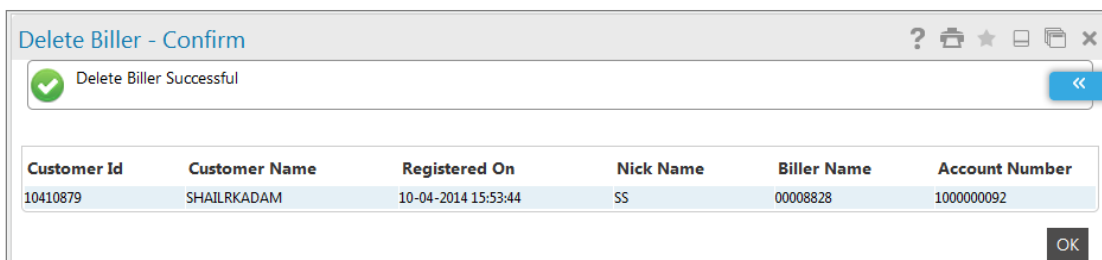 Delete Biller - Confirm ?
Delete Biller Successful
«
Customer Id Customer Name Registered On Nick Name Biller Name Account Number
10410879 SHAILRKADAM 10-04-2014 15:53:44 SS 00008828 1000000092
OK